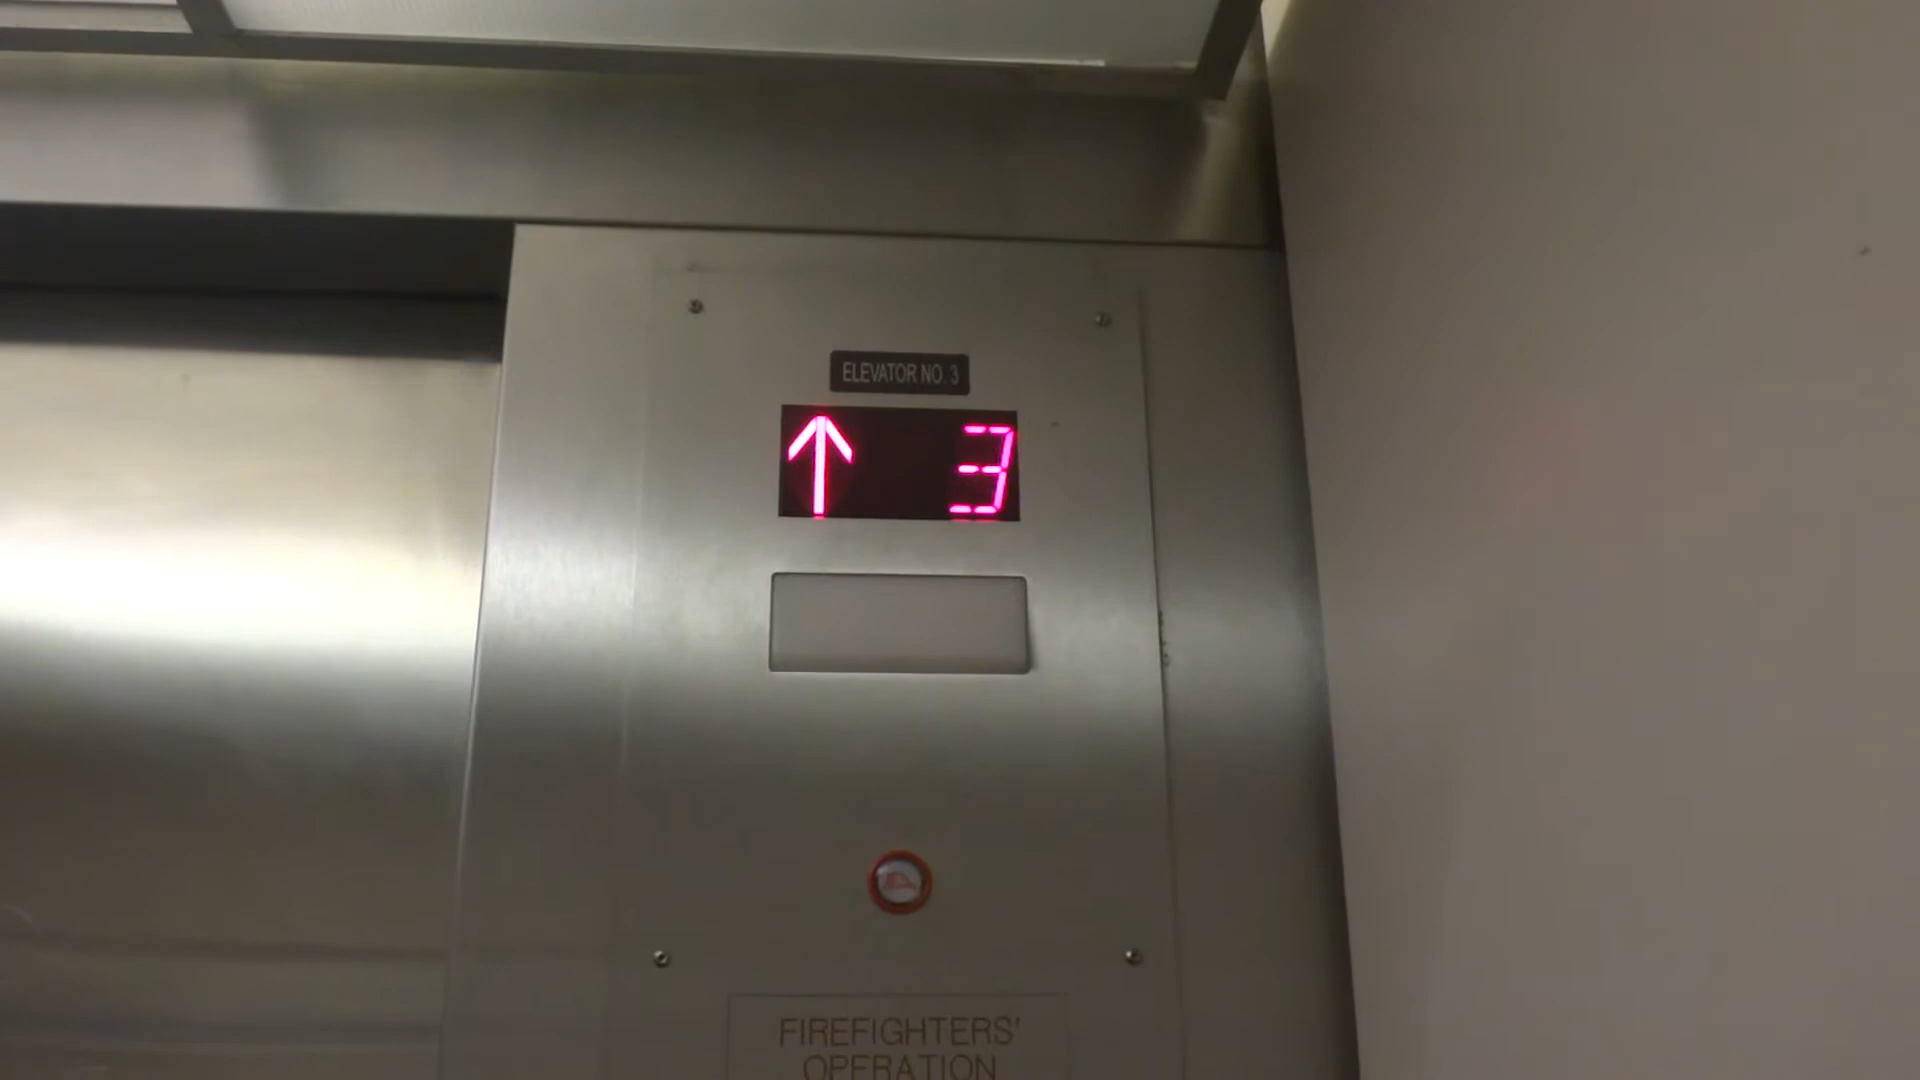 ELEVATOR NO. 3
↑ 3
FIREFIGHTERS'
OPERATION